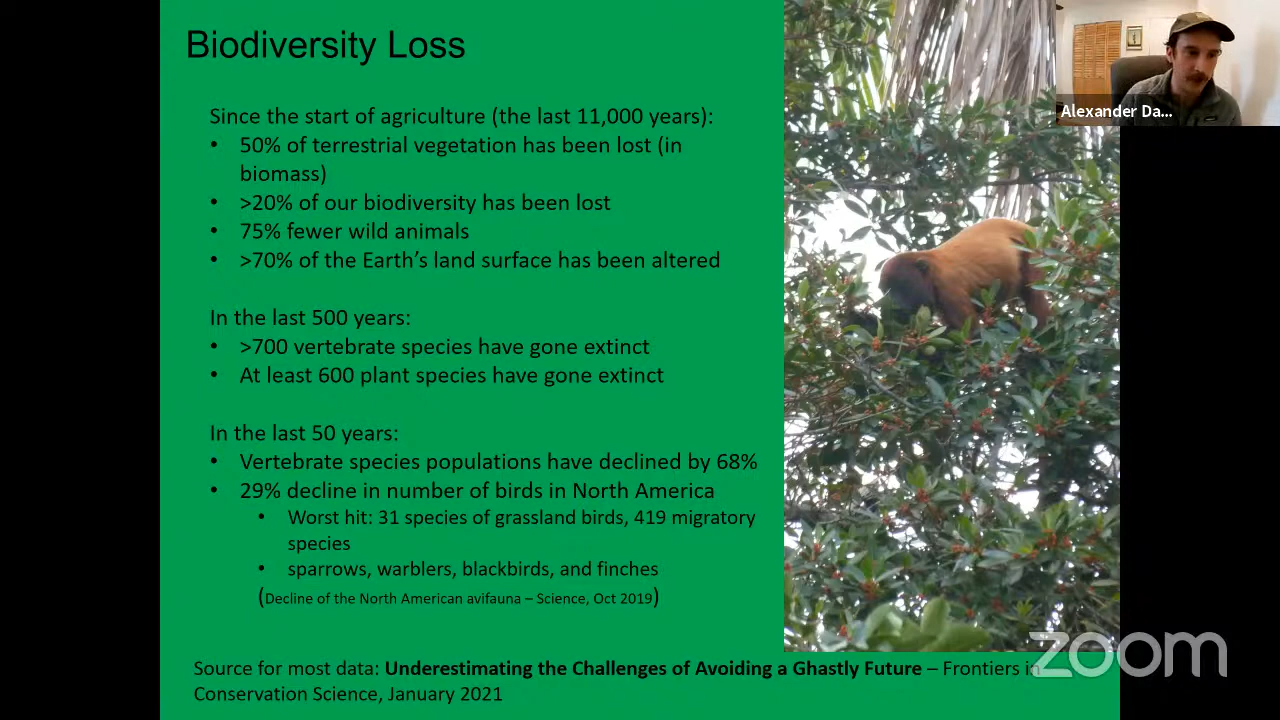 Biodiversity Loss
Alexander Da...
Since the start of agriculture (the last 11,000 years):
• 50% of terrestrial vegetation has been lost (in
biomass)
• >20% of our biodiversity has been lost
• 75% fewer wild animals
• >70% of the Earth’s land surface has been altered
In the last 500 years:
• >700 vertebrate species have gone extinct
• At least 600 plant species have gone extinct
In the last 50 years:
• Vertebrate species populations have declined by 68%
• 29% decline in number of birds in North America
• Worst hit: 31 species of grassland birds, 419 migratory
species
• sparrows, warblers, blackbirds, and finches
(Decline of the North American avifauna – Science, Oct 2019)
Source for most data: Underestimating the Challenges of Avoiding a Ghastly Future – Frontiers in
Conservation Science, January 2021
zoom